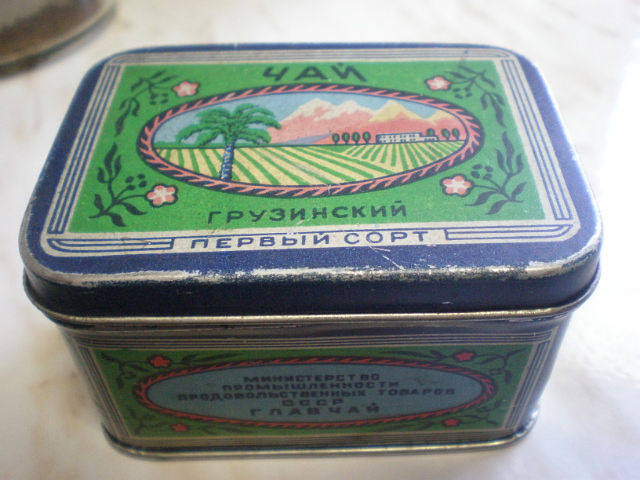 ЧАЙ
ГРУЗИНСКИЙ
ПЕРВЫЙ СОРТ
МИНИСТЕРСТВО
ПРОМЫШЛЕННОСТИ
ПРОДОВОЛЬСТВЕННЫХ ТОВАРОВ
СССР
ГЛАВЧАЙ